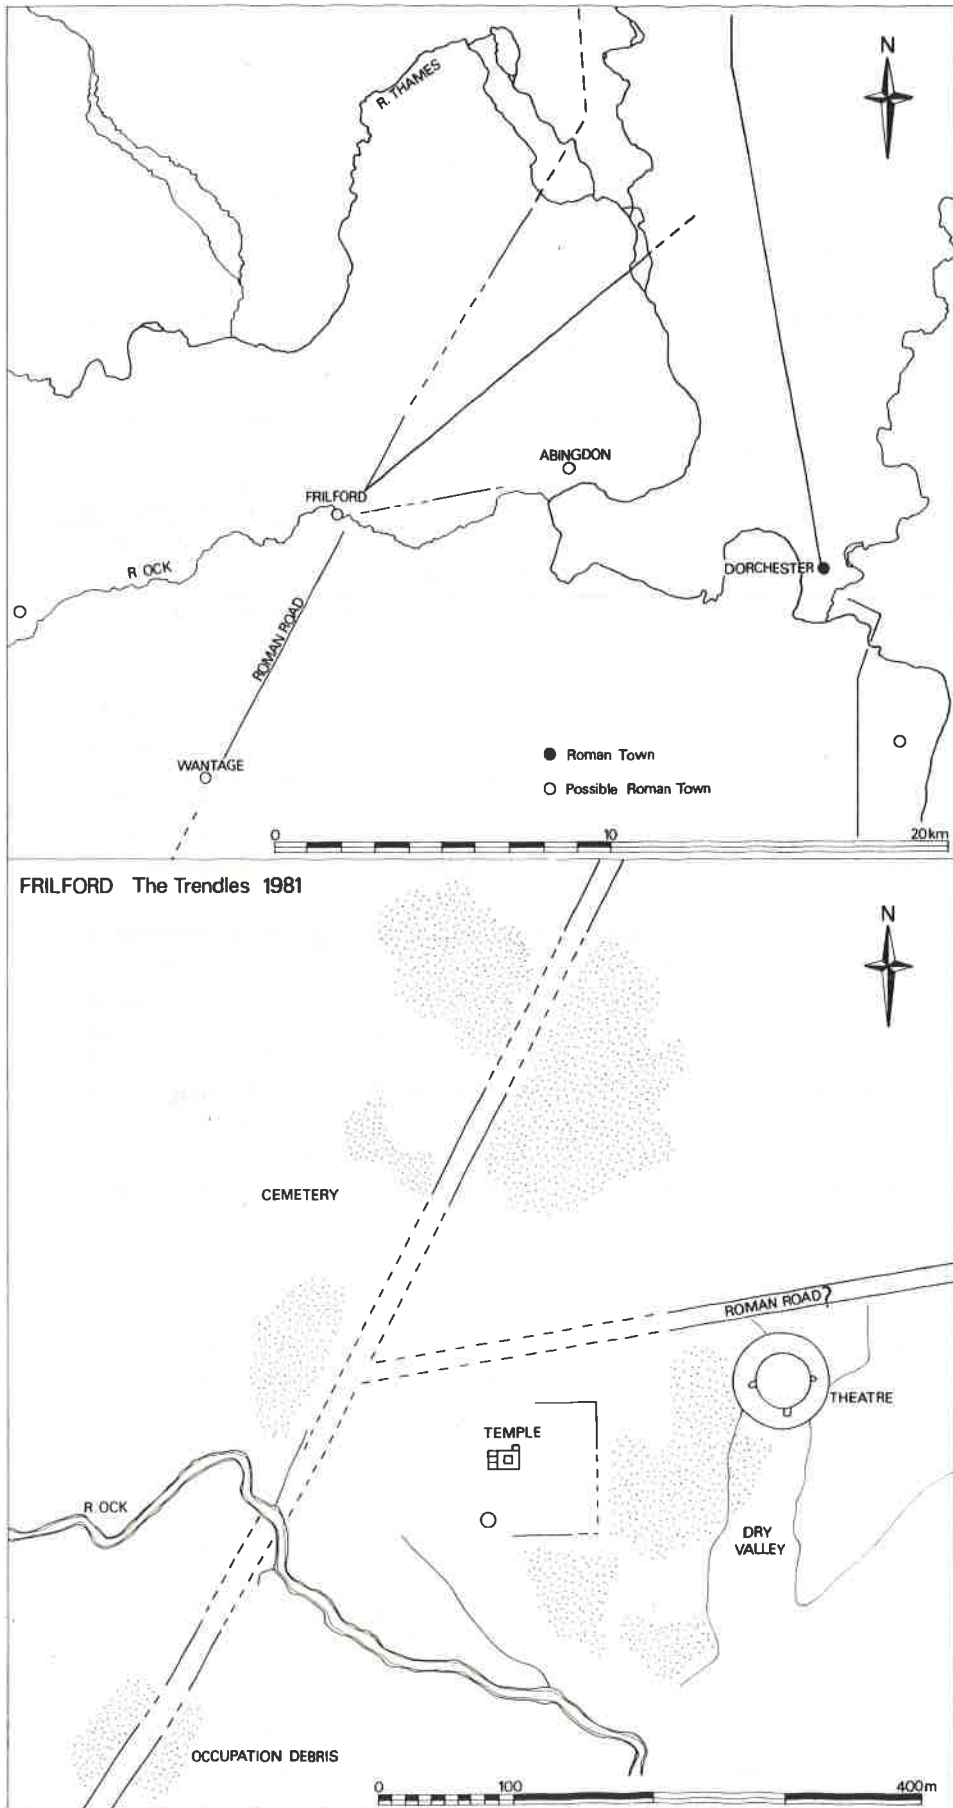 N
R. THAMES
ABINGDON
FRILFORD
R OCK
DORCHESTER
ROMAN ROAD
WANTAGE
Roman Town
Possible Roman Town
0 10 20km
FRILFORD The Trendles 1981
N
CEMETERY
ROMAN ROAD?
THEATRE
TEMPLE
R OCK
DRY
VALLEY
OCCUPATION DEBRIS
0 100 400m